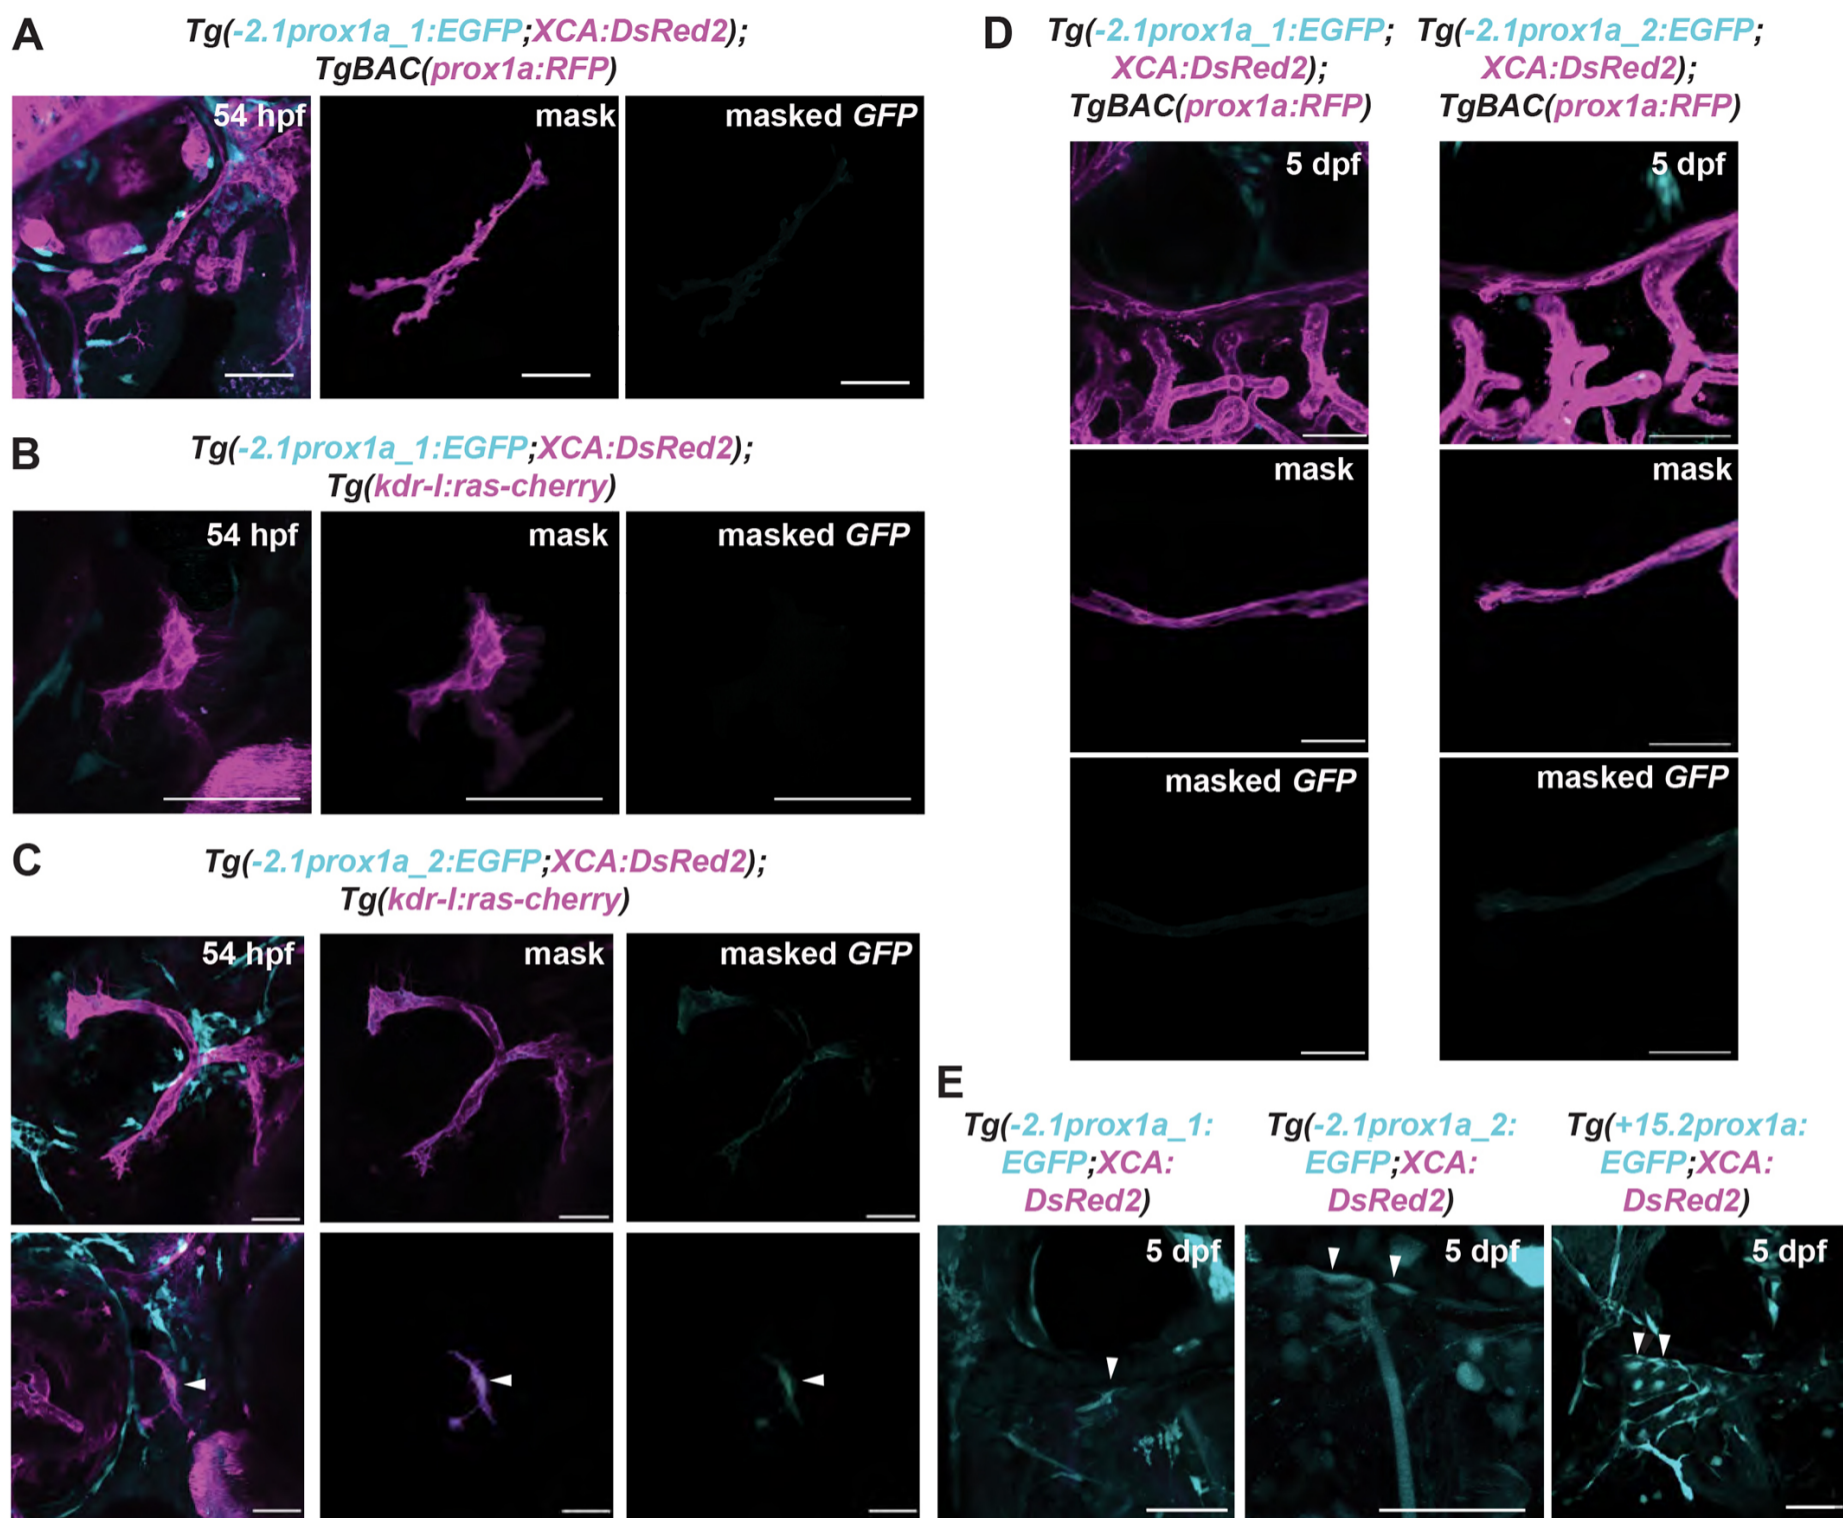 A
Tg(-2.1prox1a_1:EGFP;XCA:DsRed2);
TgBAC(prox1a:RFP)
54 hpf
mask
masked GFP
B
Tg(-2.1prox1a_1:EGFP;XCA:DsRed2);
Tg(kdr-l:ras-cherry)
54 hpf
mask
masked GFP
C
Tg(-2.1prox1a_2:EGFP;XCA:DsRed2);
Tg(kdr-l:ras-cherry)
54 hpf
mask
masked GFP
D
Tg(-2.1prox1a_1:EGFP;
XCA:DsRed2);
TgBAC(prox1a:RFP)
Tg(-2.1prox1a_2:EGFP;
XCA:DsRed2);
TgBAC(prox1a:RFP)
5 dpf
5 dpf
mask
mask
masked GFP
masked GFP
E
Tg(-2.1prox1a_1:
EGFP;XCA:
DsRed2)
Tg(-2.1prox1a_2:
EGFP;XCA:
DsRed2)
Tg(+15.2prox1a:
EGFP;XCA:
DsRed2)
5 dpf
5 dpf
5 dpf